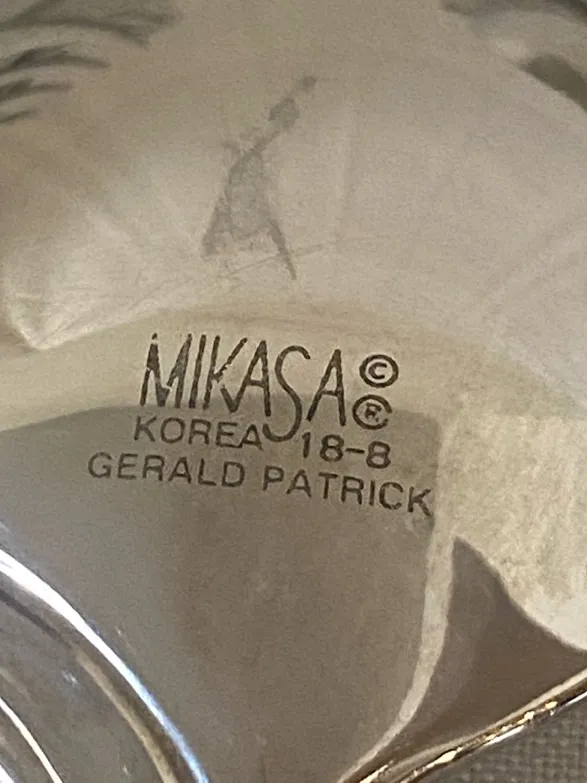 MIKASA ©
®
KOREA 18-8
GERALD PATRICK